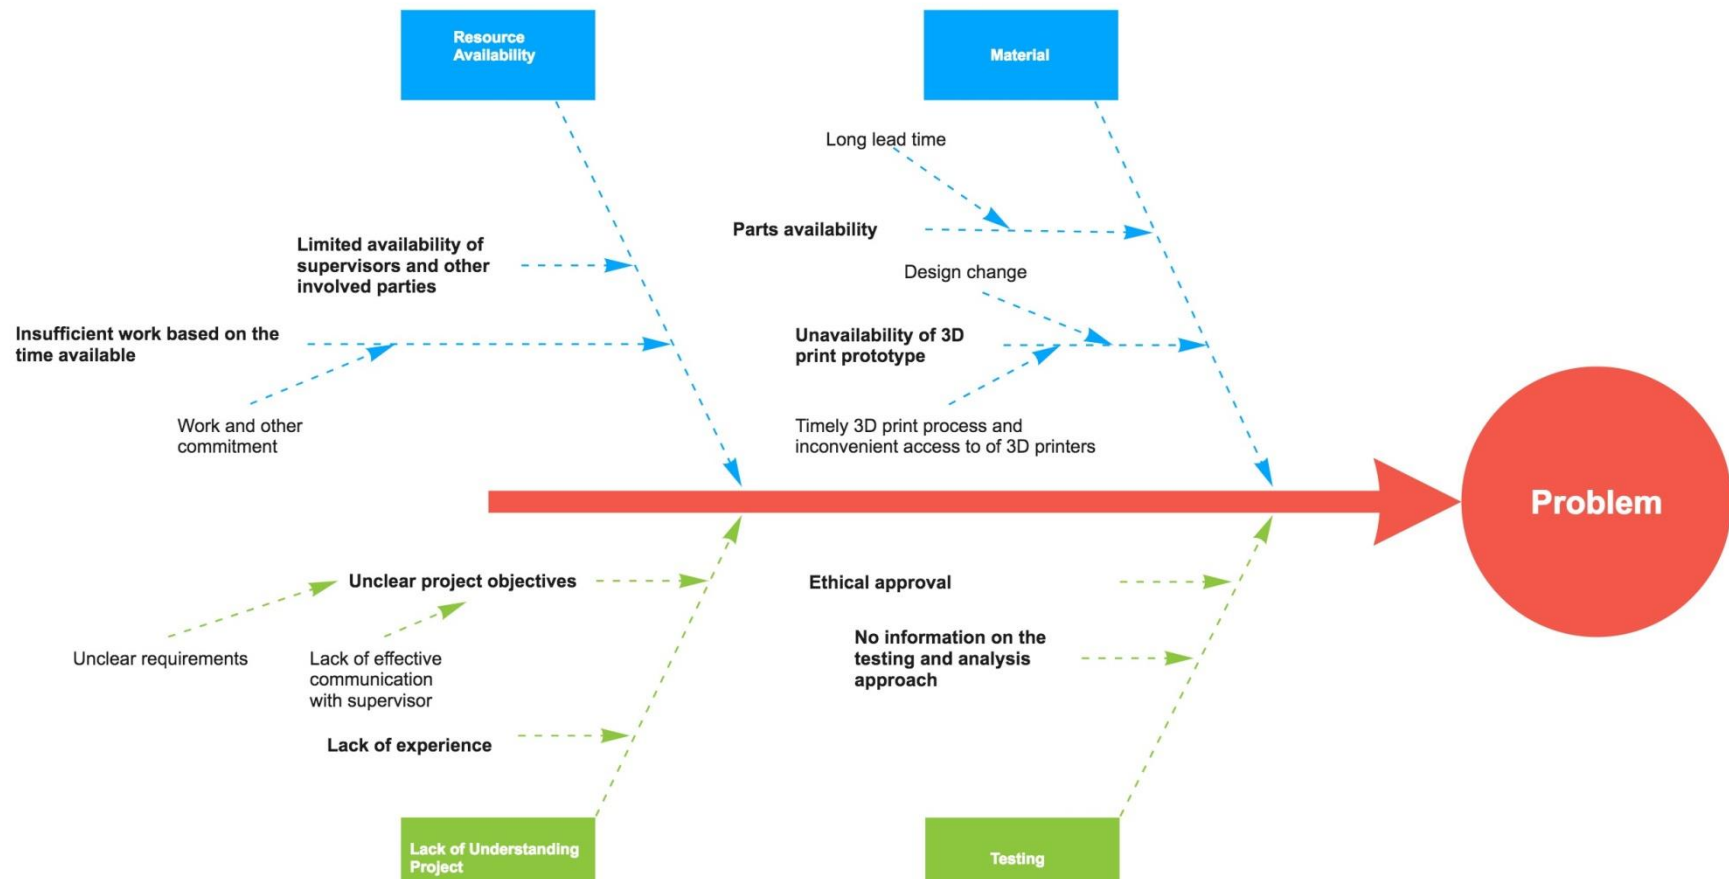 Resource
Availability
Material
Long lead time
Parts availability
Limited availability of
supervisors and other
involved parties
Design change
Insufficient work based on the
time available
Unavailability of 3D
print prototype
Work and other
commitment
Timely 3D print process and
inconvenient access to of 3D printers
Problem
Unclear project objectives
Ethical approval
Unclear requirements
Lack of effective
communication
with supervisor
No information on the
testing and analysis
approach
Lack of experience
Lack of Understanding
Project
Testing